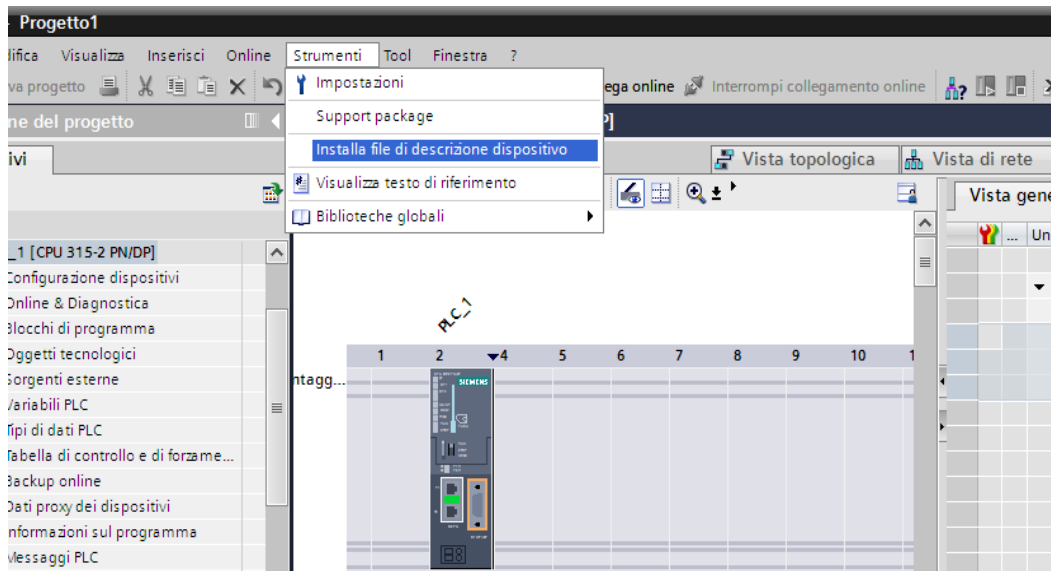 Progetto1
difica Visualizza Inserisci Online Strumenti Tool Finestra ?
va progetto ega online Interrompi collegamento online
Impostazioni
Support package
Installa file di descrizione dispositivo
Visualizza testo di riferimento
Biblioteche globali
ne del progetto
ivi
Vista topologica Vista di rete
Vista gene
... Un
_1 [CPU 315-2 PN/DP]
Configurazione dispositivi
Online & Diagnostica
Blocchi di programma
Oggetti tecnologici
Sorgenti esterne
Variabili PLC
Tipi di dati PLC
Tabella di controllo e di forzame...
Backup online
Dati proxy dei dispositivi
nformazioni sul programma
Messaggi PLC
PLC_1
1 2 4 5 6 7 8 9 10 1
ntagg...
SIEMENS